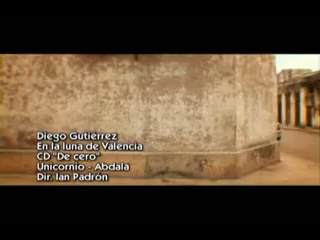 Diego Gutiérrez
En la luna de Valencia
CD "De cero"
Unicornio - Abdala
Dir. Ian Padrón